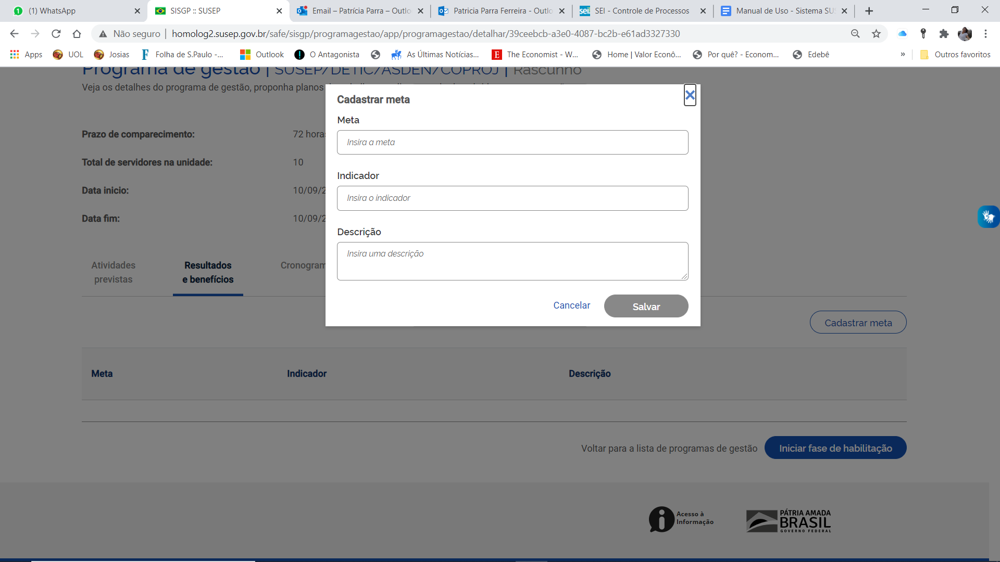 (1) WhatsApp
SISGP :: SUSEP
Email – Patrícia Parra – Outlo
Patricia Parra Ferreira - Outlo
SEI - Controle de Processos
Manual de Uso - Sistema SU
Não seguro
homolog2.susep.gov.br/safe/sisgp/programagestao/app/programagestao/detalhar/39ceebcb-a3e0-4087-bc2b-e61ad3327330
Apps
UOL
Josias
Folha de S.Paulo -...
Outlook
O Antagonista
As Últimas Notícias...
The Economist - W...
Home | Valor Econô...
Por quê? - Econom...
Edebê
»
Outros favoritos
Programa de gestão | SUSEP/DETIC/ASDEN/COPROJ | Rascunho
Veja os detalhes do programa de gestão, proponha planos
Cadastrar meta
Meta
Insira a meta
Indicador
Insira o indicador
Descrição
Insira uma descrição
Cancelar
Salvar
Prazo de comparecimento:
72 horas
Total de servidores na unidade:
10
Data inicio:
10/09/2
Data fim:
10/09/2
Atividades
previstas
Resultados
e benefícios
Cronogram
Cadastrar meta
Meta
Indicador
Descrição
Voltar para a lista de programas de gestão
Iniciar fase de habilitação
Acesso à
Informação
PÁTRIA AMADA
BRASIL
GOVERNO FEDERAL